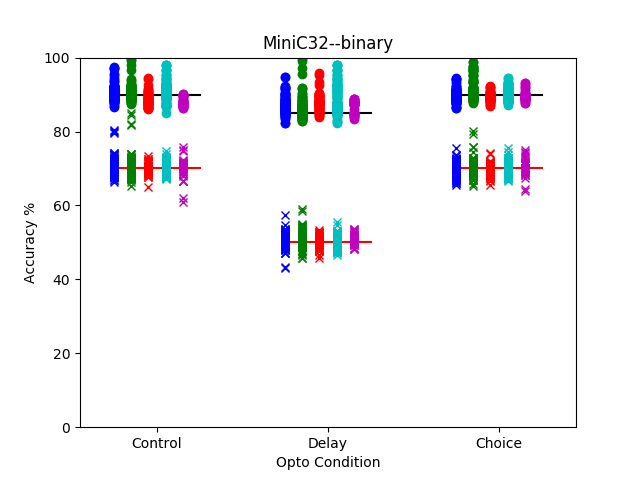 MiniC32--binary
Accuracy %
100
80
60
40
20
0
Control Delay Choice
Opto Condition